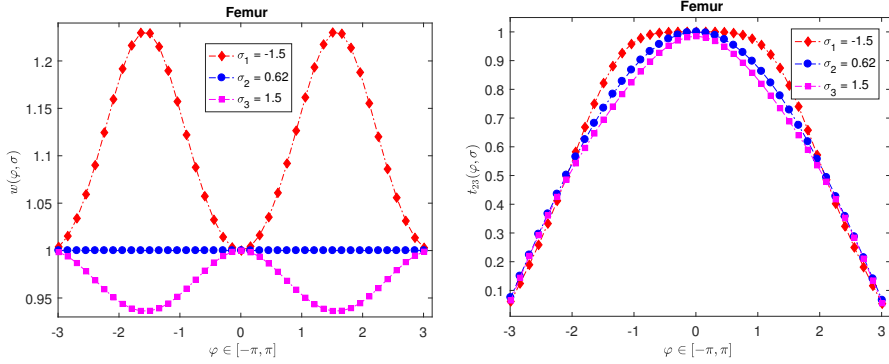 Femur
w(φ, σ)
1.2
1.15
1.1
1.05
1
0.95
σ1 = -1.5
σ2 = 0.62
σ3 = 1.5
-3
-2
-1
0
1
2
3
φ ∈ [−π, π]
Femur
t23(φ, σ)
1
0.9
0.8
0.7
0.6
0.5
0.4
0.3
0.2
0.1
σ1 = -1.5
σ2 = 0.62
σ3 = 1.5
-3
-2
-1
0
1
2
3
φ ∈ [−π, π]